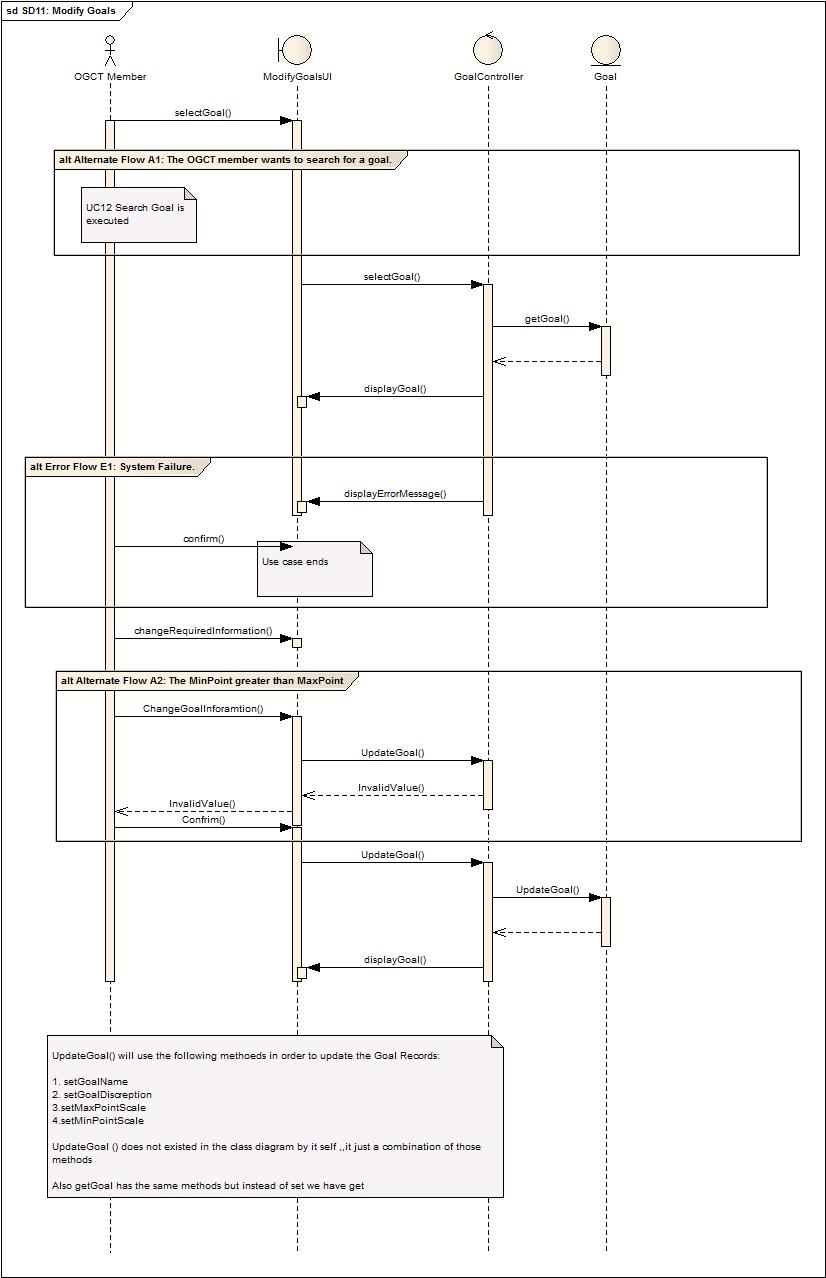 sd SD11: Modify Goals
OGCT Member
ModifyGoalsUI
GoalController
Goal
selectGoal()
alt Alternate Flow A1: The OGCT member wants to search for a goal.
UC12 Search Goal is
executed
selectGoal()
getGoal()
displayGoal()
alt Error Flow E1: System Failure.
displayErrorMessage()
confirm()
Use case ends
changeRequiredInformation()
alt Alternate Flow A2: The MinPoint greater than MaxPoint
ChangeGoalInforamtion()
UpdateGoal()
InvalidValue()
InvalidValue()
Confrim()
UpdateGoal()
UpdateGoal()
displayGoal()
UpdateGoal() will use the following methoeds in order to update the Goal Records:
1. setGoalName
2. setGoalDiscreption
3.setMaxPointScale
4.setMinPointScale
UpdateGoal () does not existed in the class diagram by it self ,,it just a combination of those
methods
Also getGoal has the same methods but instead of set we have get